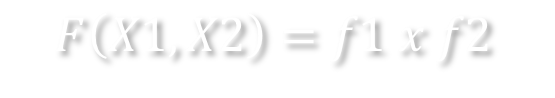 F(X1,X2) = f1 x f2